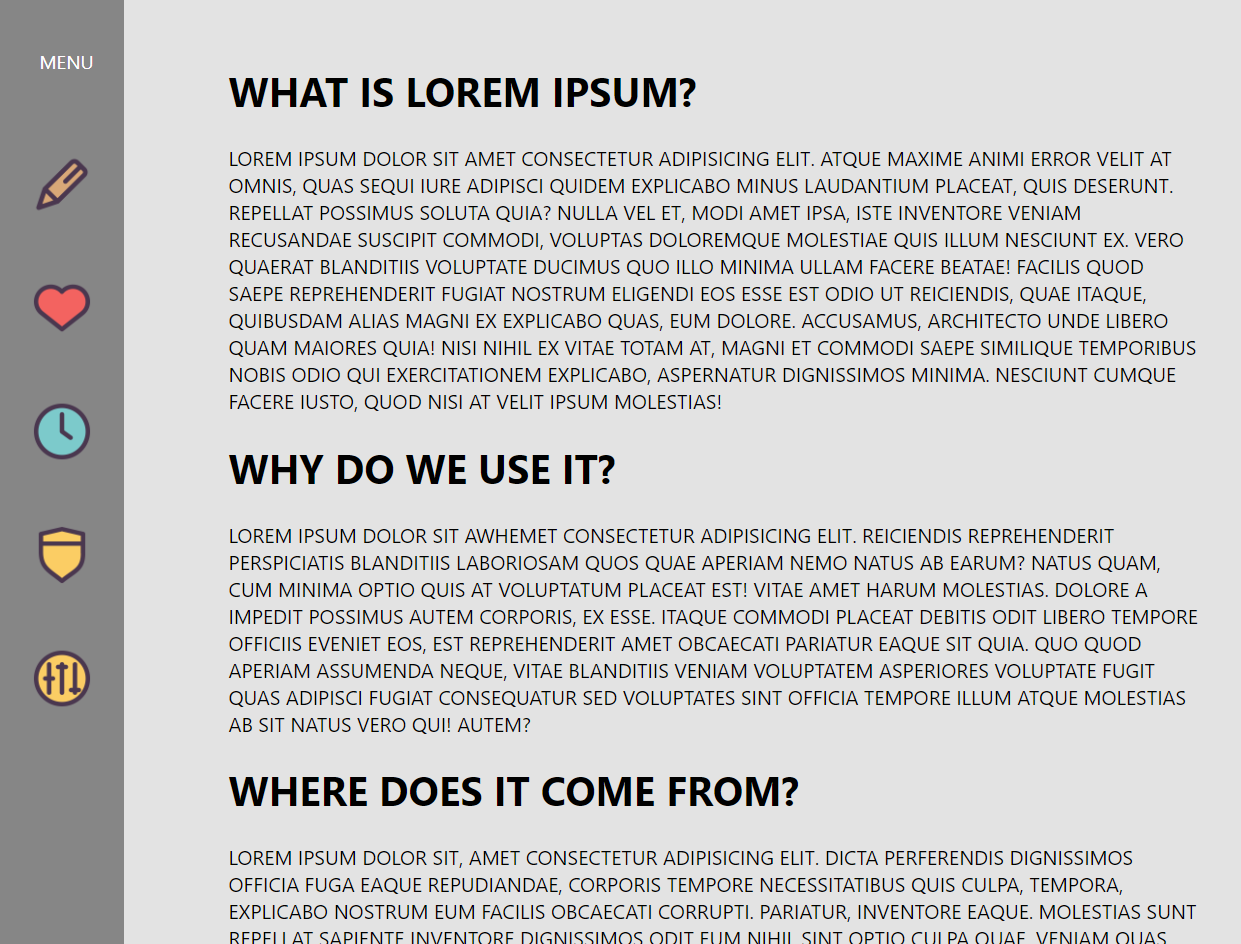 MENU
WHAT IS LOREM IPSUM?
LOREM IPSUM DOLOR SIT AMET CONSECTETUR ADIPISICING ELIT. ATQUE MAXIME ANIMI ERROR VELIT AT
OMNIS, QUAS SEQUI IURE ADIPISCI QUIDEM EXPLICABO MINUS LAUDANTIUM PLACEAT, QUIS DESERUNT.
REPELLAT POSSIMUS SOLUTA QUIA? NULLA VEL ET, MODI AMET IPSA, ISTE INVENTORE VENIAM
RECUSANDAE SUSCIPIT COMMODI, VOLUPTAS DOLOREMQUE MOLESTIAE QUIS ILLUM NESCIUNT EX. VERO
QUAERAT BLANDITIIS VOLUPTATE DUCIMUS QUO ILLO MINIMA ULLAM FACERE BEATAE! FACILIS QUOD
SAEPE REPREHENDERIT FUGIAT NOSTRUM ELIGENDI EOS ESSE EST ODIO UT REICIENDIS, QUAE ITAQUE,
QUIBUSDAM ALIAS MAGNI EX EXPLICABO QUAS, EUM DOLORE. ACCUSAMUS, ARCHITECTO UNDE LIBERO
QUAM MAIORES QUIA! NISI NIHIL EX VITAE TOTAM AT, MAGNI ET COMMODI SAEPE SIMILIQUE TEMPORIBUS
NOBIS ODIO QUI EXERCITATIONEM EXPLICABO, ASPERNATUR DIGNISSIMOS MINIMA. NESCIUNT CUMQUE
FACERE IUSTO, QUOD NISI AT VELIT IPSUM MOLESTIAS!
WHY DO WE USE IT?
LOREM IPSUM DOLOR SIT AWHEMET CONSECTETUR ADIPISICING ELIT. REICIENDIS REPREHENDERIT
PERSPICIATIS BLANDITIIS LABORIOSAM QUOS QUAE APERIAM NEMO NATUS AB EARUM? NATUS QUAM,
CUM MINIMA OPTIO QUIS AT VOLUPTATUM PLACEAT EST! VITAE AMET HARUM MOLESTIAS. DOLORE A
IMPEDIT POSSIMUS AUTEM CORPORIS, EX ESSE. ITAQUE COMMODI PLACEAT DEBITIS ODIT LIBERO TEMPORE
OFFICIIS EVENIET EOS, EST REPREHENDERIT AMET OBCAECATI PARIATUR EAQUE SIT QUIA. QUO QUOD
APERIAM ASSUMENDA NEQUE, VITAE BLANDITIIS VENIAM VOLUPTATEM ASPERIORES VOLUPTATE FUGIT
QUAS ADIPISCI FUGIAT CONSEQUATUR SED VOLUPTATES SINT OFFICIA TEMPORE ILLUM ATQUE MOLESTIAS
AB SIT NATUS VERO QUI! AUTEM?
WHERE DOES IT COME FROM?
LOREM IPSUM DOLOR SIT, AMET CONSECTETUR ADIPISICING ELIT. DICTA PERFERENDIS DIGNISSIMOS
OFFICIA FUGA EAQUE REPUDIANDAE, CORPORIS TEMPORE NECESSITATIBUS QUIS CULPA, TEMPORA,
EXPLICABO NOSTRUM EUM FACILIS OBCAECATI CORRUPTI. PARIATUR, INVENTORE EAQUE. MOLESTIAS SUNT
REPELLAT SAPIENTE INVENTORE DIGNISSIMOS ODIT EUM NIHIL SINT OPTIO CULPA QUAE, VENIAM QUAS